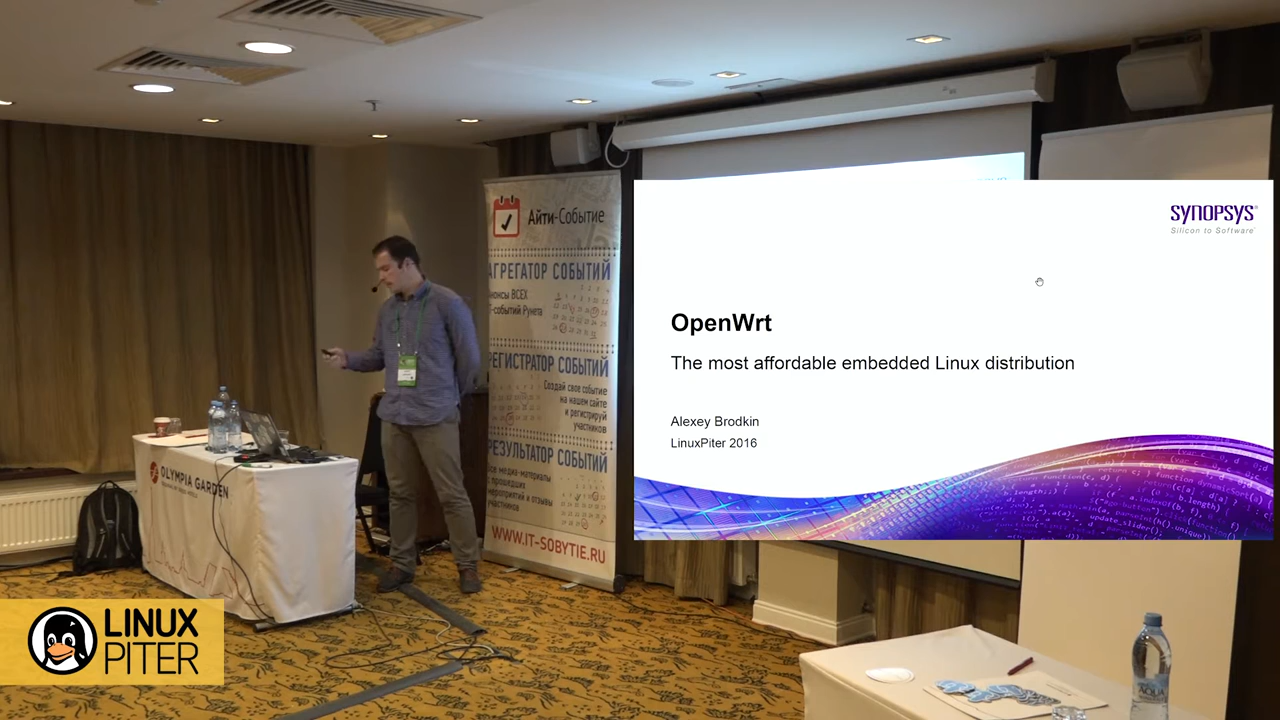 Айти-Событие
АГРЕГАТОР СОБЫТИЙ
анонсы ВСЕХ
IT-событий Рунета
РЕГИСТРАТОР СОБЫТИЙ
Создай свое событие
на нашем сайте
и регистрируй
участников
РЕЗУЛЬТАТОР СОБЫТИЙ
Все медиа-материалы
с прошедших
мероприятий и отзывы
участников
WWW.IT-SOBYTIE.RU
SYNOPSYS®
Silicon to Software
OpenWrt
The most affordable embedded Linux distribution
Alexey Brodkin
LinuxPiter 2016
OLYMPIA GARDEN
LINUX
PITER
AQUA